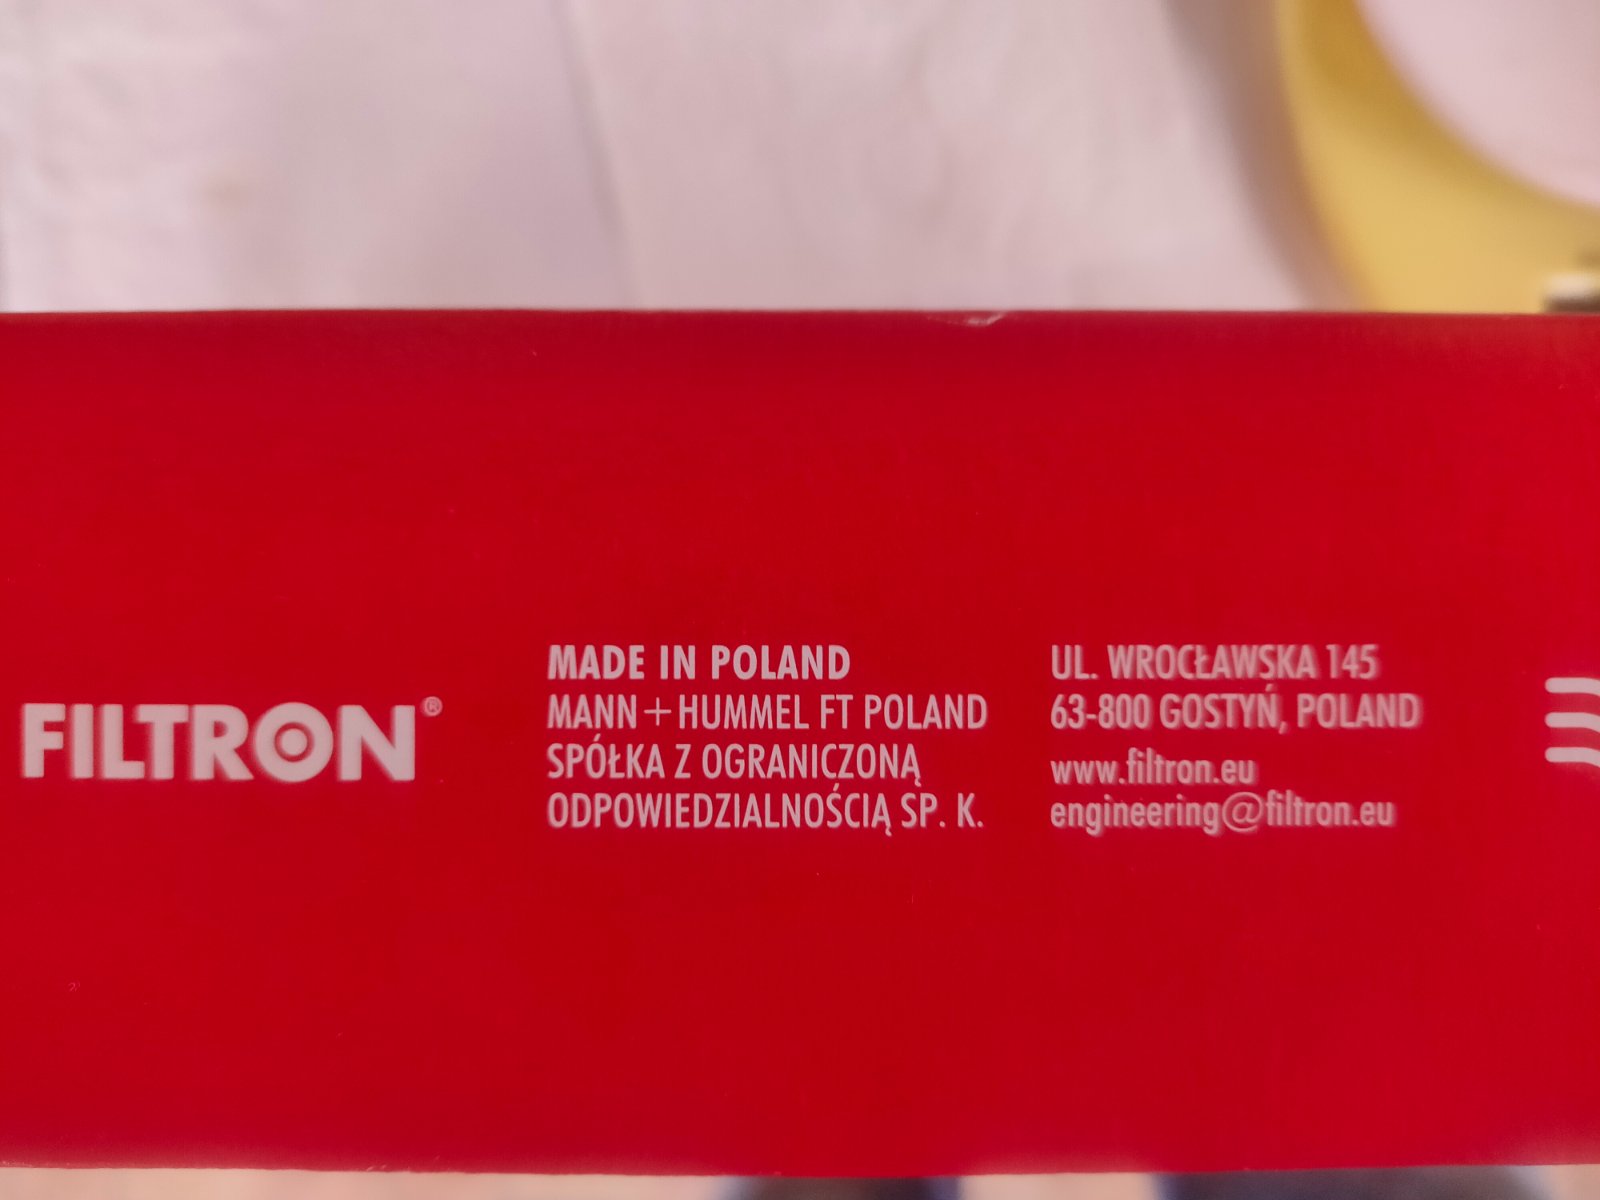 FILTRON®
MADE IN POLAND
MANN+HUMMEL FT POLAND
SPÓŁKA Z OGRANICZONĄ
ODPOWIEDZIALNOŚCIĄ SP. K.
UL. WROCŁAWSKA 145
63-800 GOSTYŃ, POLAND
www.filtron.eu
engineering@filtron.eu